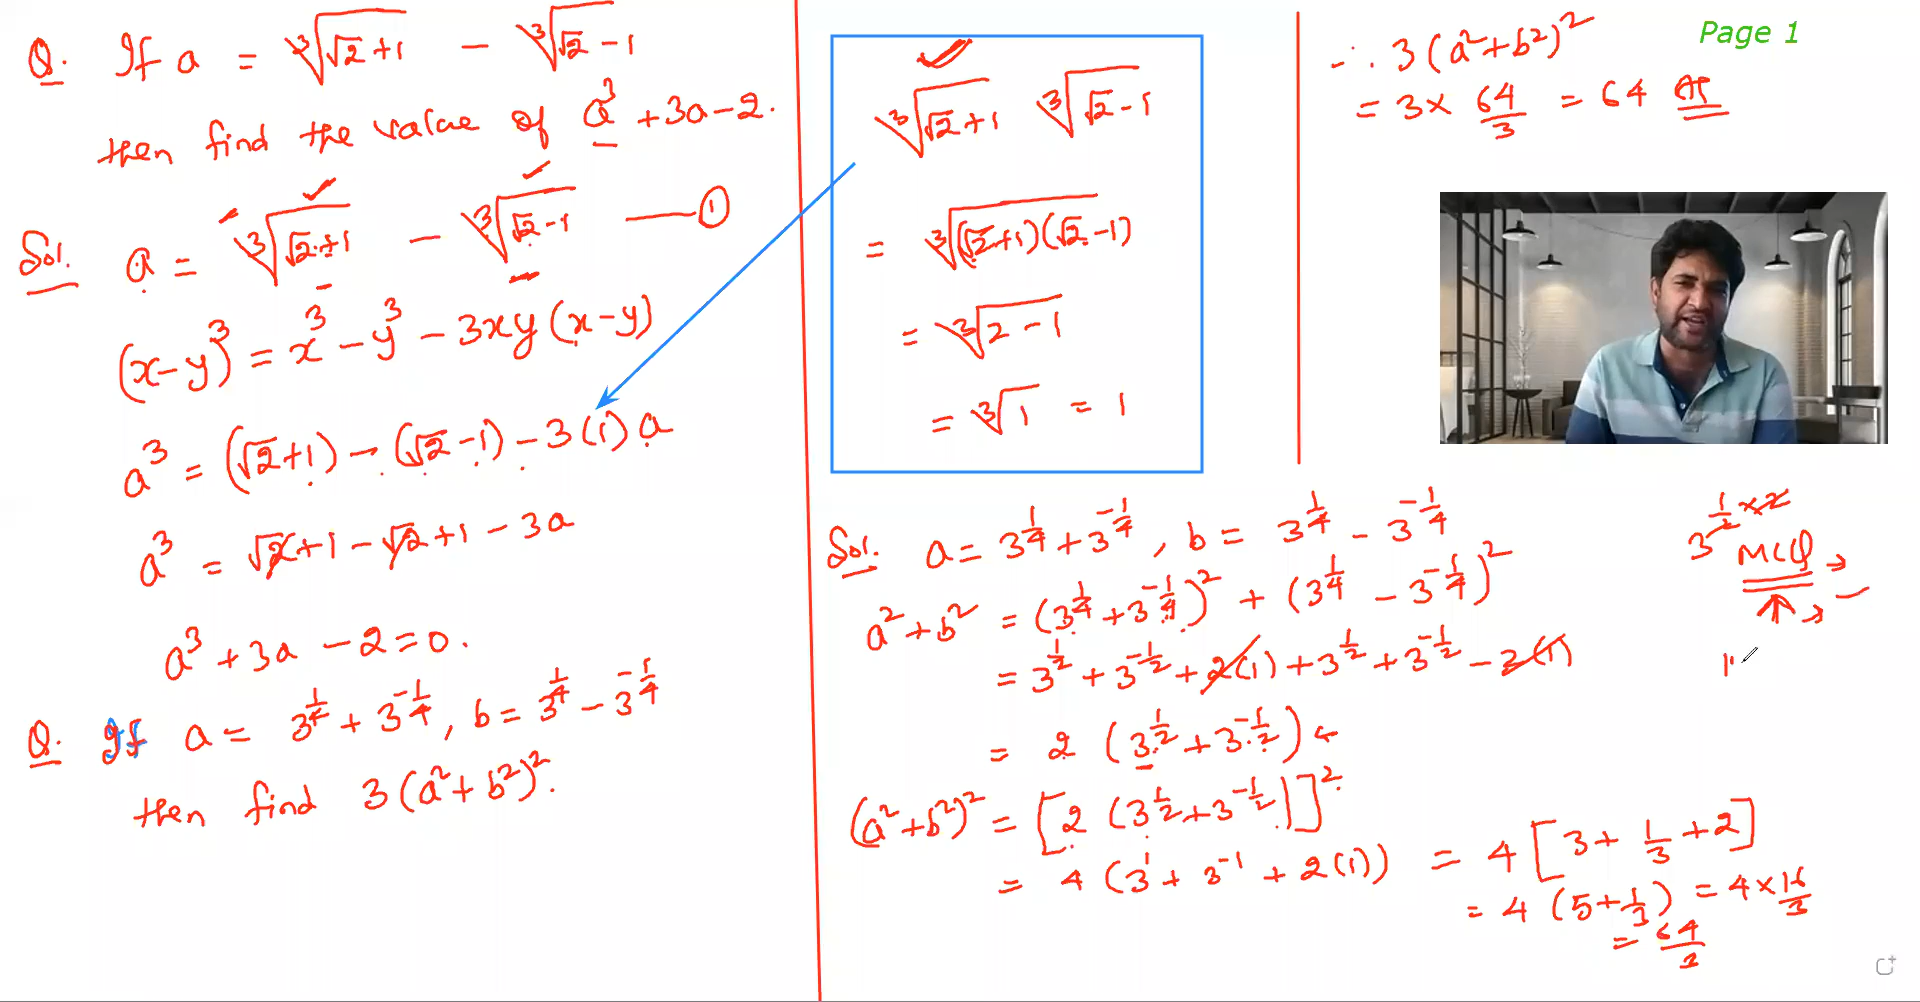 Q. If a = ∛(√2+1) − ∛(√2−1)
then find the value of a³+3a−2.
Sol. a = ∛(√2+1) − ∛(√2−1) —— ①
(x−y)³ = x³−y³−3xy(x−y)
a³ = (√2+1) − (√2−1) − 3(1)a
a³ = √2+1−√2+1−3a
a³+3a−2=0.
Q. If a = 3^(1/4) + 3^(−1/4), b = 3^(1/4) − 3^(−1/4)
then find 3(a²+b²)².
∛(√2+1) ∛(√2−1)
= ∛((√2+1)(√2−1))
= ∛(2−1)
= ∛1 = 1
Sol. a = 3^(1/4) + 3^(−1/4), b = 3^(1/4) − 3^(−1/4)
a²+b² = (3^(1/4) + 3^(−1/4))² + (3^(1/4) − 3^(−1/4))²
= 3^(1/2) + 3^(−1/2) + 2(1) + 3^(1/2) + 3^(−1/2) − 2(1)
= 2 (3^(1/2) + 3^(−1/2)) ←
(a²+b²)² = [2 (3^(1/2) + 3^(−1/2))]²
= 4 (3¹ + 3⁻¹ + 2(1)) = 4 [3 + 1/3 + 2]
= 4 (5 + 1/3) = 4 × 16/3
= 64/3
Page 1
∴ 3(a²+b²)²
= 3 × 64/3 = 64
3^(1/2 × 2)
MCQ